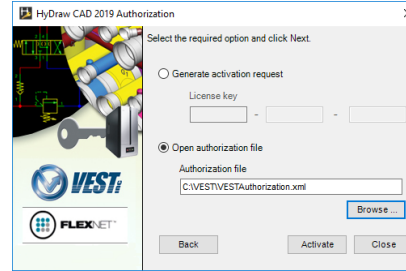 HyDraw CAD 2019 Authorization
Select the required option and click Next.
Generate activation request
License key
- -
Open authorization file
Authorization file
C:\VEST\VESTAuthorization.xml
Browse ...
VESTi
FLEXNET
Back Activate Close